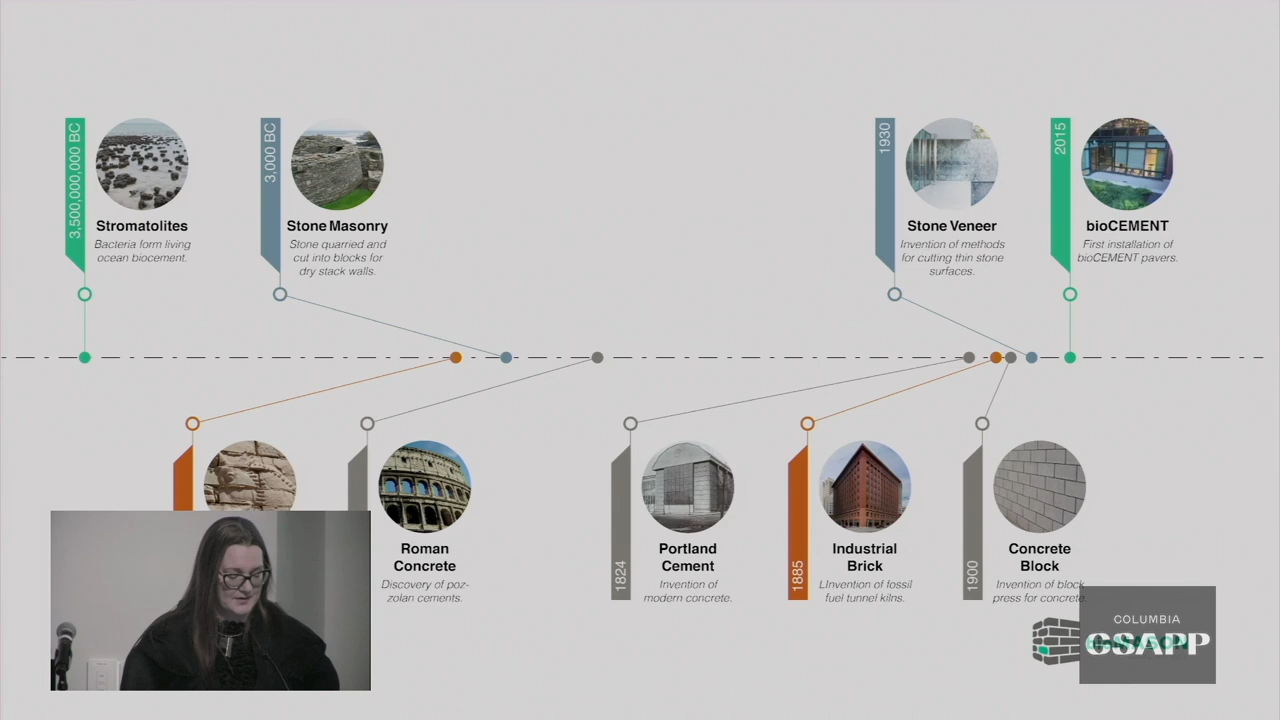 3,500,000,000 BC
Stromatolites
Bacteria form living
ocean biocement.
3,000 BC
Stone Masonry
Stone quarried and
cut into blocks for
dry stack walls.
1930
Stone Veneer
Invention of methods
for cutting thin stone
surfaces.
2015
bioCEMENT
First installation of
bioCEMENT pavers.
Roman
Concrete
Discovery of poz-
zolan cements.
1824
Portland
Cement
Invention of
modern concrete.
1885
Industrial
Brick
LInvention of fossil
fuel tunnel kilns.
1900
Concrete
Block
Invention of block
press for concrete.
COLUMBIA
GSAPP